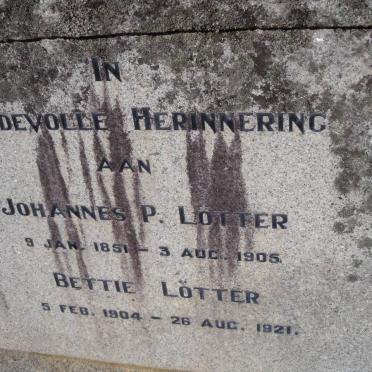 IN
DEVOLLE HERINNERING
AAN
JOHANNES P. LÖTTER
9 JAN. 1851 – 3 AUG. 1905.
BETTIE LÖTTER
5 FEB. 1904 – 26 AUG. 1921.